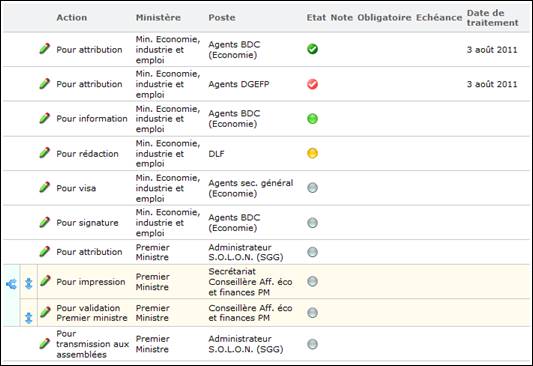 Action Ministère Poste Etat Note Obligatoire Echéance Date de traitement
Pour attribution Min. Economie, industrie et emploi Agents BDC (Economie) 3 août 2011
Pour attribution Min. Economie, industrie et emploi Agents DGEFP 3 août 2011
Pour information Min. Economie, industrie et emploi Agents BDC (Economie)
Pour rédaction Min. Economie, industrie et emploi DLF
Pour visa Min. Economie, industrie et emploi Agents sec. général (Economie)
Pour signature Min. Economie, industrie et emploi Agents BDC (Economie)
Pour attribution Premier Ministre Administrateur S.O.L.O.N. (SGG)
Pour impression Premier Ministre Secrétariat Conseillère Aff. éco et finances PM
Pour validation Premier ministre Premier Ministre Conseillère Aff. éco et finances PM
Pour transmission aux assemblées Premier Ministre Administrateur S.O.L.O.N. (SGG)